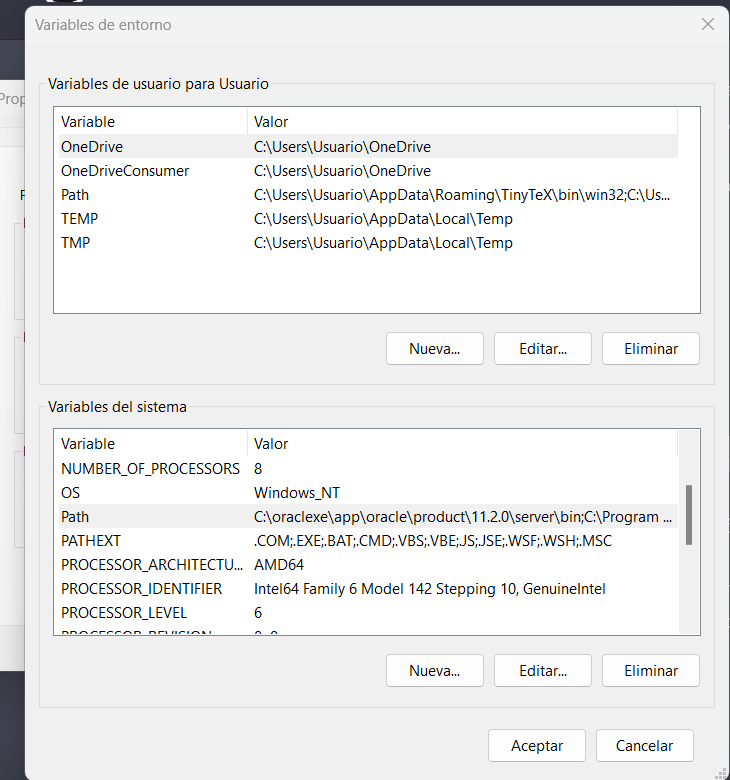 Variables de entorno
Prop
Variables de usuario para Usuario
Variable Valor
OneDrive C:\Users\Usuario\OneDrive
OneDriveConsumer C:\Users\Usuario\OneDrive
Path C:\Users\Usuario\AppData\Roaming\TinyTeX\bin\win32;C:\Us...
TEMP C:\Users\Usuario\AppData\Local\Temp
TMP C:\Users\Usuario\AppData\Local\Temp
Nueva... Editar... Eliminar
Variables del sistema
Variable Valor
NUMBER_OF_PROCESSORS 8
OS Windows_NT
Path C:\oraclexe\app\oracle\product\11.2.0\server\bin;C:\Program ...
PATHEXT .COM;.EXE;.BAT;.CMD;.VBS;.VBE;.JS;.JSE;.WSF;.WSH;.MSC
PROCESSOR_ARCHITECTU... AMD64
PROCESSOR_IDENTIFIER Intel64 Family 6 Model 142 Stepping 10, GenuineIntel
PROCESSOR_LEVEL 6
PROCESSOR_REVISION
Nueva... Editar... Eliminar
Aceptar Cancelar